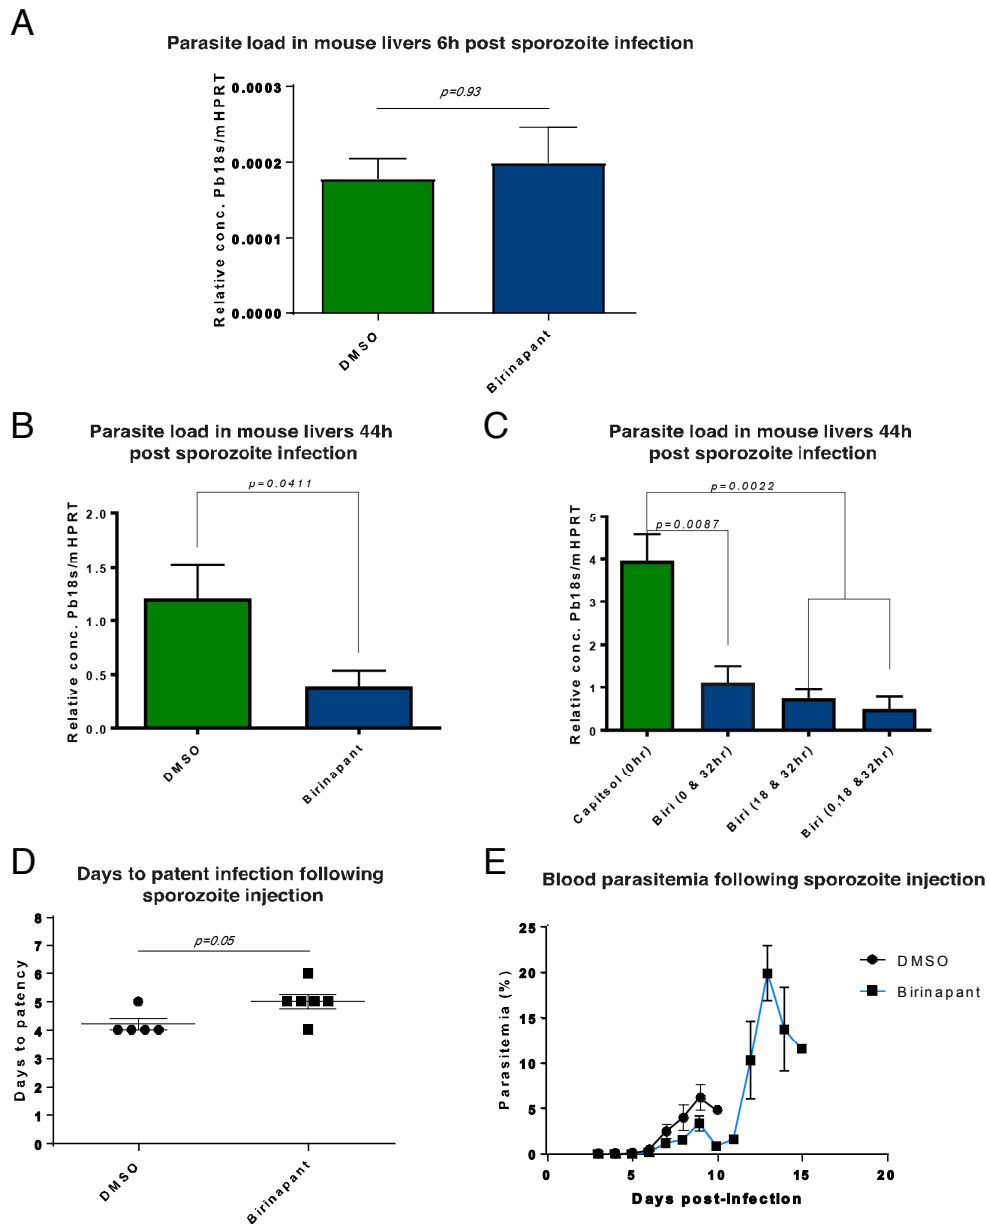 A
Parasite load in mouse livers 6h post sporozoite infection
Relative conc. Pb18s/mHPRT
0.0003
0.0002
0.0001
0.0000
p=0.93
DMSO
Birinapant
B
Parasite load in mouse livers 44h
post sporozoite infection
Relative conc. Pb18s/mHPRT
2.0
1.5
1.0
0.5
0.0
p=0.0411
DMSO
Birinapant
C
Parasite load in mouse livers 44h
post sporozoite infection
Relative conc. Pb18s/mHPRT
5
4
3
2
1
0
p=0.0022
p=0.0087
Capitsol (0hr)
Biri (0 & 32hr)
Biri (18 & 32hr)
Biri (0,18 &32hr)
D
Days to patent infection following
sporozoite injection
Days to patency
8
7
6
5
4
3
2
1
0
p=0.05
DMSO
Birinapant
E
Blood parasitemia following sporozoite injection
Parasitemia (%)
25
20
15
10
5
0
0
5
10
15
20
Days post-infection
DMSO
Birinapant